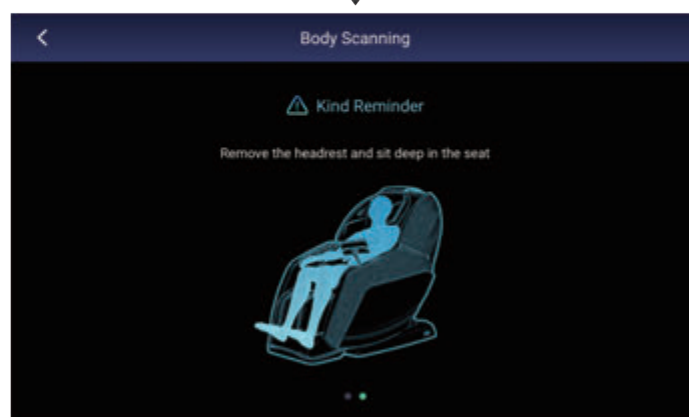 Body Scanning
Kind Reminder
Remove the headrest and sit deep in the seat